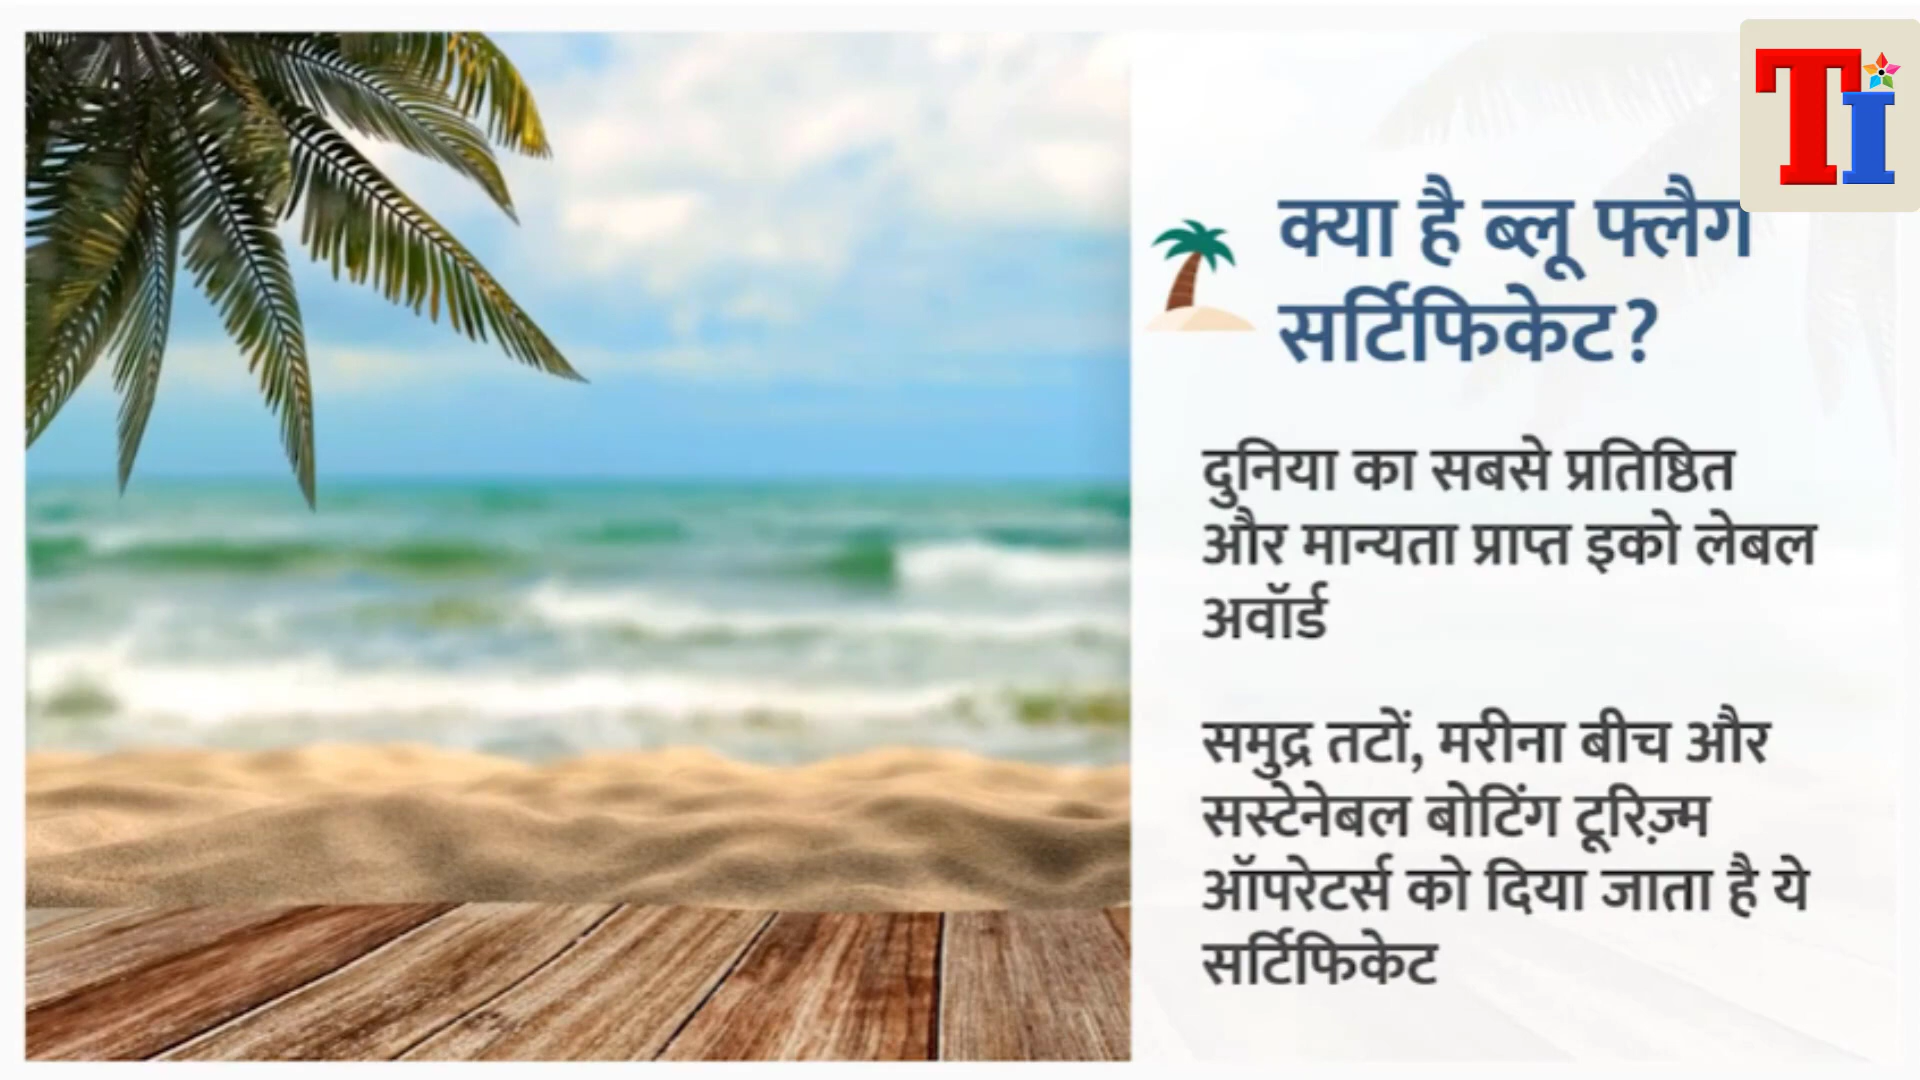 Ti
क्या है ब्लू फ्लैग
सर्टिफिकेट?
दुनिया का सबसे प्रतिष्ठित
और मान्यता प्राप्त इको लेबल
अवॉर्ड
समुद्र तटों, मरीना बीच और
सस्टेनेबल बोटिंग टूरिज़्म
ऑपरेटर्स को दिया जाता है ये
सर्टिफिकेट